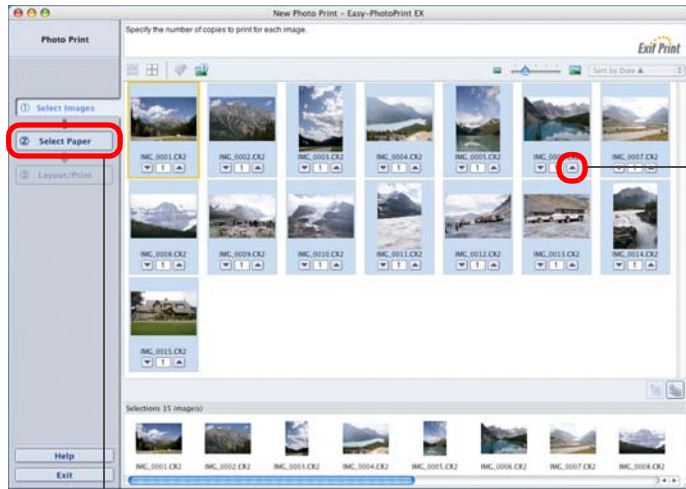 New Photo Print – Easy-PhotoPrint EX
Photo Print
Specify the number of copies to print for each image.
Exif Print
Sort by Date
① Select Images
② Select Paper
③ Layout/Print
IMG_0001.CR2 IMG_0002.CR2 IMG_0003.CR2 IMG_0004.CR2 IMG_0005.CR2 IMG_0007.CR2
1 1 1 1 1 1
IMG_0008.CR2 IMG_0009.CR2 IMG_0010.CR2 IMG_0011.CR2 IMG_0012.CR2 IMG_0013.CR2 IMG_0014.CR2
1 1 1 1 1 1 1
IMG_0015.CR2
1
Selections 15 image(s)
IMG_0001.CR2 IMG_0002.CR2 IMG_0003.CR2 IMG_0004.CR2 IMG_0005.CR2 IMG_0006.CR2 IMG_0007.CR2 IMG_0008.CR2
Help
Exit